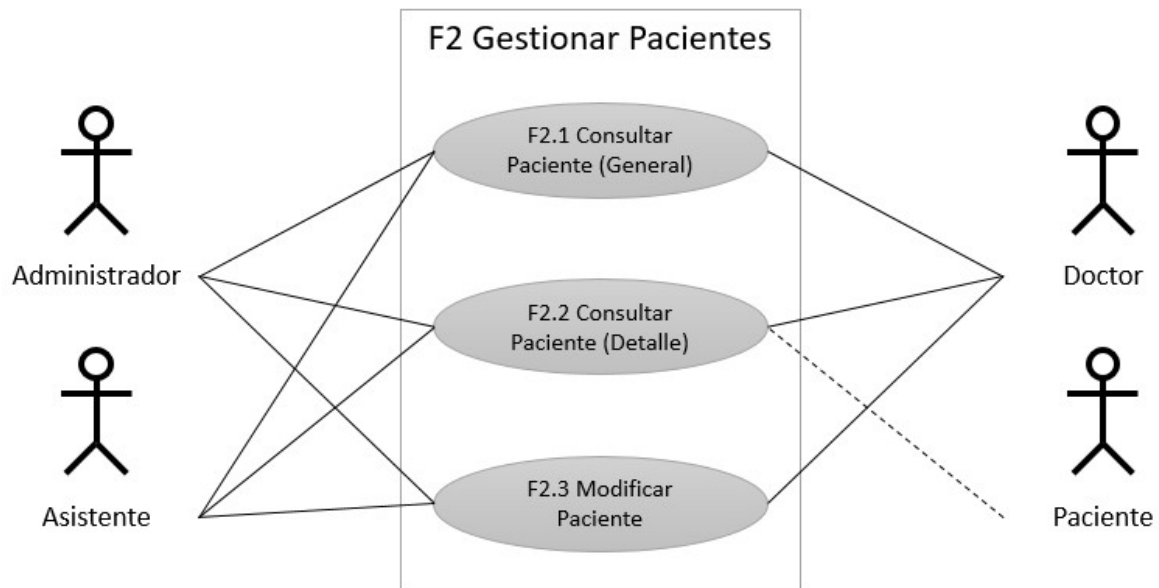 F2 Gestionar Pacientes
F2.1 Consultar
Paciente (General)
Administrador
Doctor
F2.2 Consultar
Paciente (Detalle)
F2.3 Modificar
Paciente
Asistente
Paciente